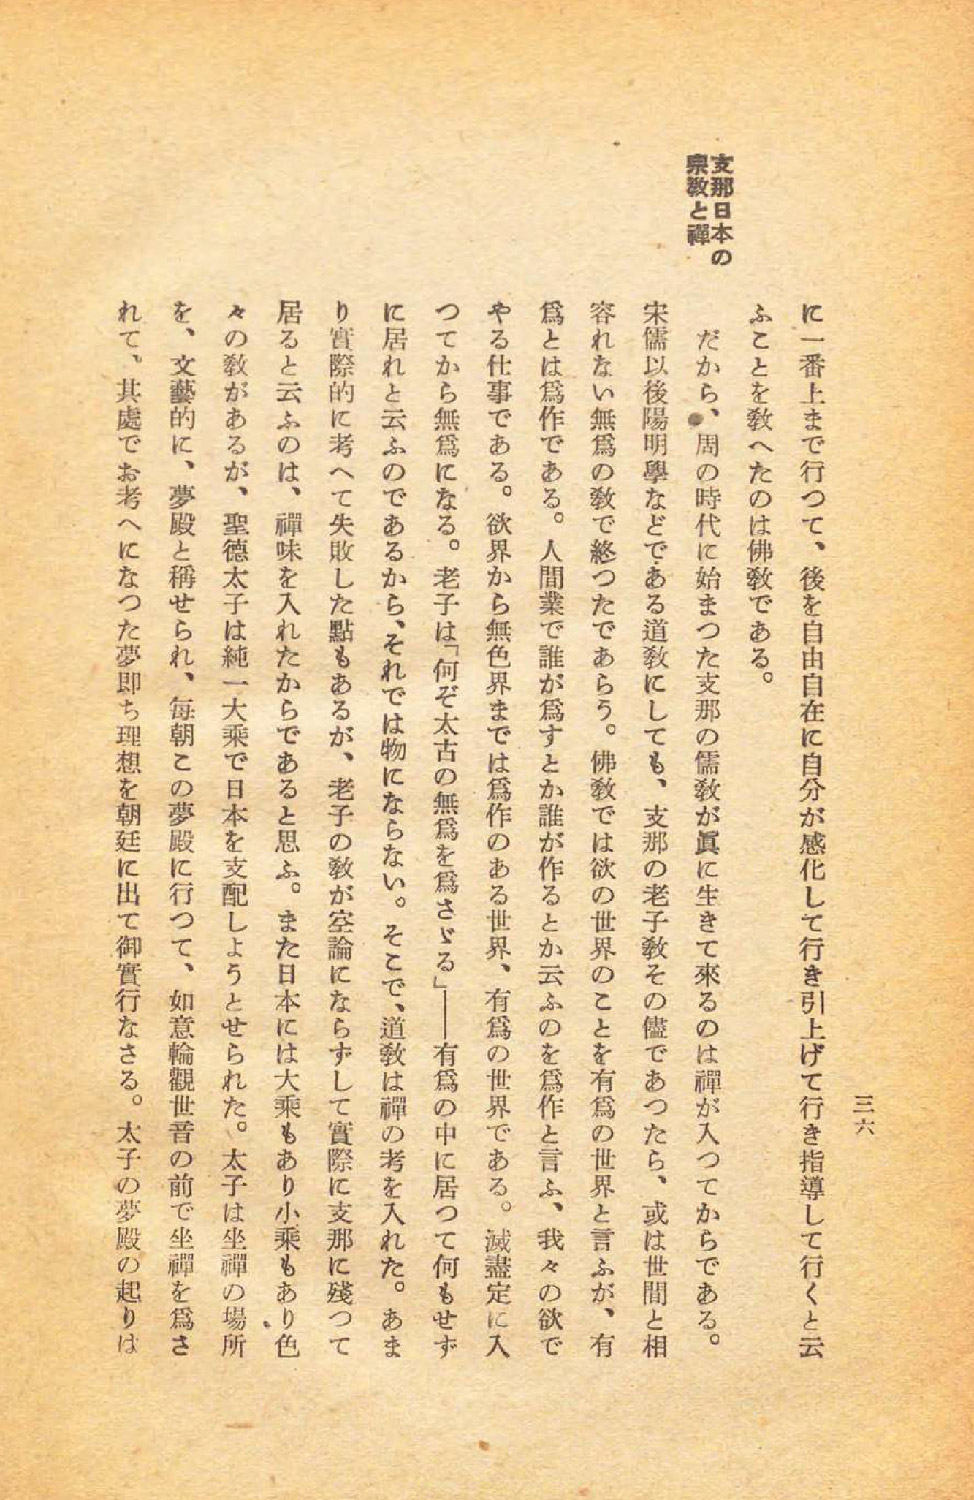 三六
に一番上まで行つて、後を自由自在に自分が感化して行き引上げて行き指導して行くと云
ふことを敎へたのは佛敎である。
支那日本の
宗敎と禪
だから、周の時代に始まつた支那の儒敎が眞に生きて來るのは禪が入つてからである。
宋儒以後陽明學などである道敎にしても、支那の老子敎その儘であつたら、或は世間と相
容れない無爲の敎で終つたであらう。佛敎では欲の世界のことを有爲の世界と言ふが、有
爲とは爲作である。人間業で誰が爲すとか誰が作るとか云ふのを爲作と言ふ、我々の欲で
やる仕事である。欲界から無色界までは爲作のある世界、有爲の世界である。滅盡定に入
つてから無爲になる。老子は「何ぞ太古の無爲を爲さゞる」――有爲の中に居つて何もせず
に居れと云ふのであるから、それでは物にならない。そこで、道敎は禪の考を入れた。あま
り實際的に考へて失敗した點もあるが、老子の敎が空論にならずして實際に支那に殘つて
居ると云ふのは、禪味を入れたからであると思ふ。また日本には大乘もあり小乘もあり色
々の敎があるが、聖德太子は純一大乘で日本を支配しようとせられた。太子は坐禪の場所
を、文藝的に、夢殿と稱せられ、每朝この夢殿に行つて、如意輪觀世音の前で坐禪を爲さ
れて、其處でお考へになつた夢卽ち理想を朝廷に出て御實行なさる。太子の夢殿の起りは